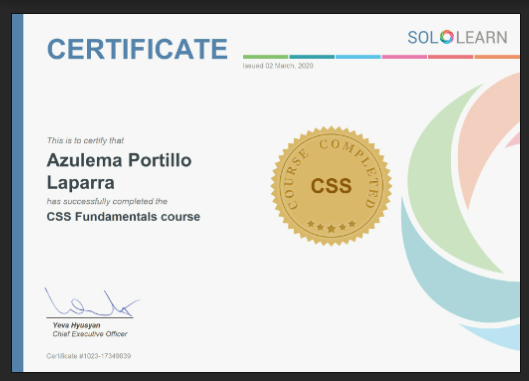 CERTIFICATE
SOLOLEARN
Issued 02 March, 2020
This is to certify that
Azulema Portillo
Laparra
has successfully completed the
CSS Fundamentals course
COURSE COMPLETED
CSS
Yeva Hyusyan
Chief Executive Officer
Certificate #1023-17349839